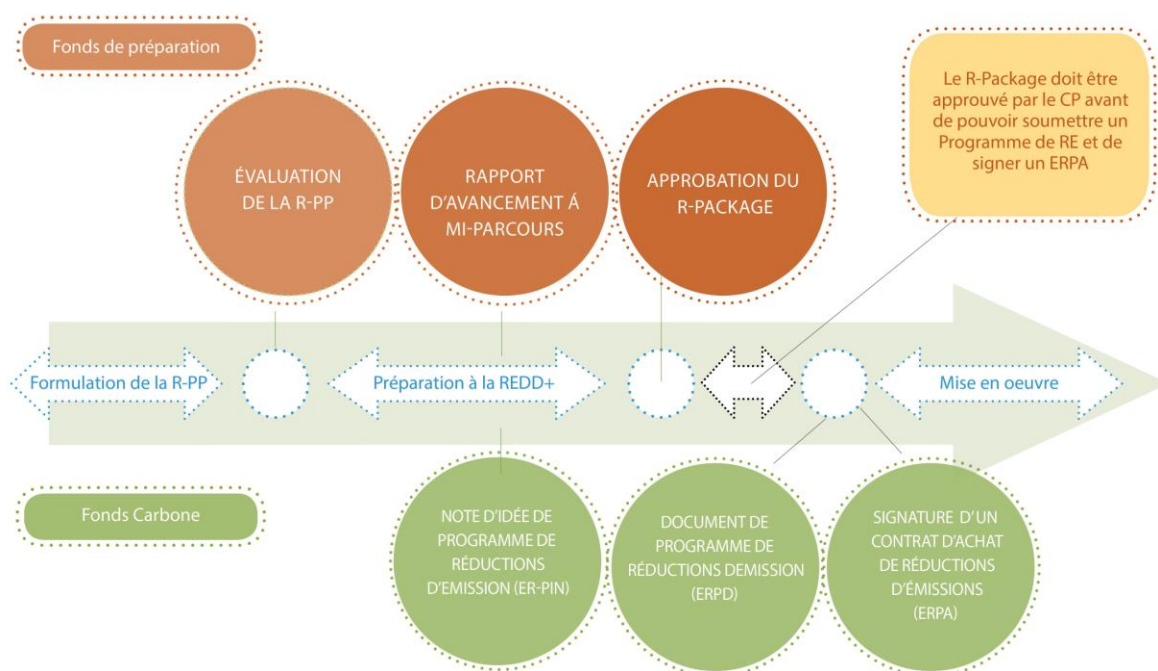 Fonds de préparation
Le R-Package doit être
approuvé par le CP avant
de pouvoir soumettre un
Programme de RE et de
signer un ERPA
ÉVALUATION
DE LA R-PP
RAPPORT
D'AVANCEMENT Á
MI-PARCOURS
APPROBATION DU
R-PACKAGE
Formulation de la R-PP
Préparation à la REDD+
Mise en oeuvre
Fonds Carbone
NOTE D'IDÉE DE
PROGRAMME DE
RÉDUCTIONS
D'EMISSION (ER-PIN)
DOCUMENT DE
PROGRAMME DE
RÉDUCTIONS DEMISSION
(ERPD)
SIGNATURE D'UN
CONTRAT D'ACHAT
DE RÉDUCTIONS
D'ÉMISSIONS
(ERPA)